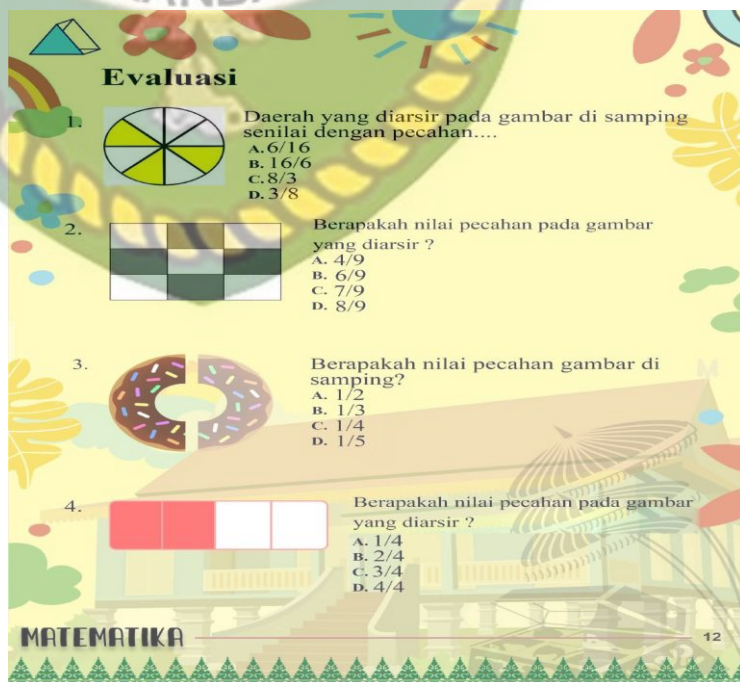 Evaluasi
1. Daerah yang diarsir pada gambar di samping
senilai dengan pecahan....
A. 6/16
B. 16/6
C. 8/3
D. 3/8
2. Berapakah nilai pecahan pada gambar
yang diarsir ?
A. 4/9
B. 6/9
C. 7/9
D. 8/9
3. Berapakah nilai pecahan gambar di
samping?
A. 1/2
B. 1/3
C. 1/4
D. 1/5
4. Berapakah nilai pecahan pada gambar
yang diarsir ?
A. 1/4
B. 2/4
C. 3/4
D. 4/4
MATEMATIKA
12